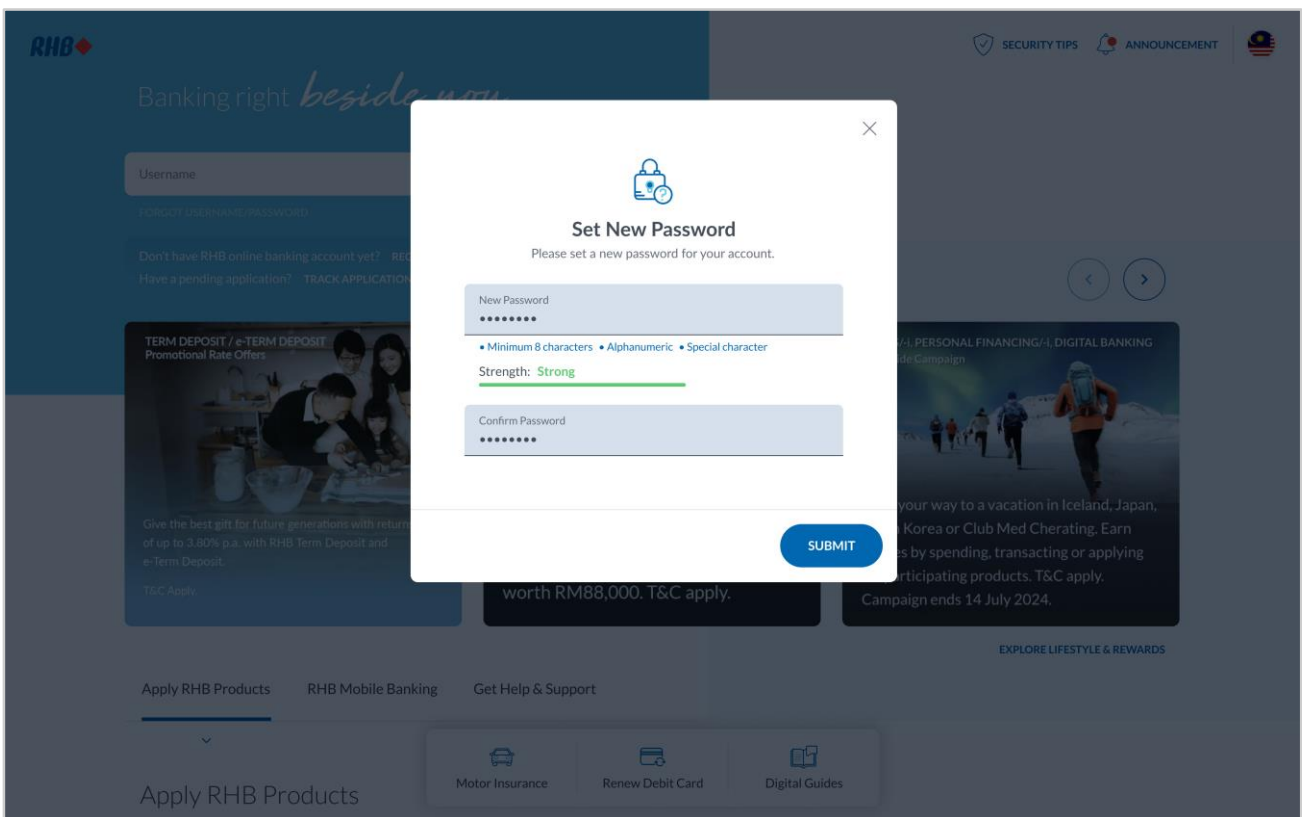 RHB
SECURITY TIPS
ANNOUNCEMENT
Banking right beside you
Username
FORGOT USERNAME/PASSWORD
Don't have RHB online banking account yet?
Have a pending application? TRACK APPLICATION
Set New Password
Please set a new password for your account.
New Password
••••••••
• Minimum 8 characters • Alphanumeric • Special character
Strength: Strong
Confirm Password
••••••••
SUBMIT
TERM DEPOSIT / e-TERM DEPOSIT
Promotional Rate Offers
Give the best gift for future generations with return
of up to 3.80% p.a. with RHB Term Deposit and
e-Term Deposit.
T&C Apply.
worth RM88,000. T&C apply.
PERSONAL FINANCING/-i, DIGITAL BANKING
Campaign
your way to a vacation in Iceland, Japan,
Korea or Club Med Cherating. Earn
by spending, transacting or applying
participating products. T&C apply.
Campaign ends 14 July 2024.
EXPLORE LIFESTYLE & REWARDS
Apply RHB Products
RHB Mobile Banking
Get Help & Support
Motor Insurance
Renew Debit Card
Digital Guides
Apply RHB Products